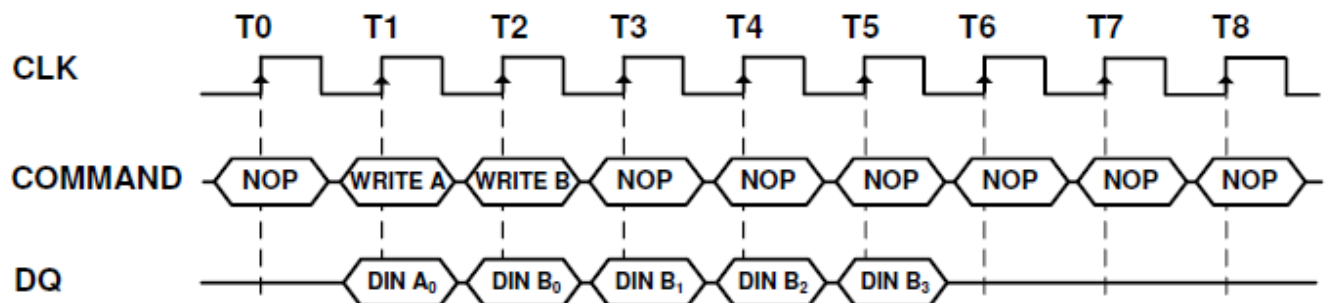 T0 T1 T2 T3 T4 T5 T6 T7 T8
CLK
COMMAND NOP WRITE A WRITE B NOP NOP NOP NOP NOP NOP
DQ DIN A₀ DIN B₀ DIN B₁ DIN B₂ DIN B₃